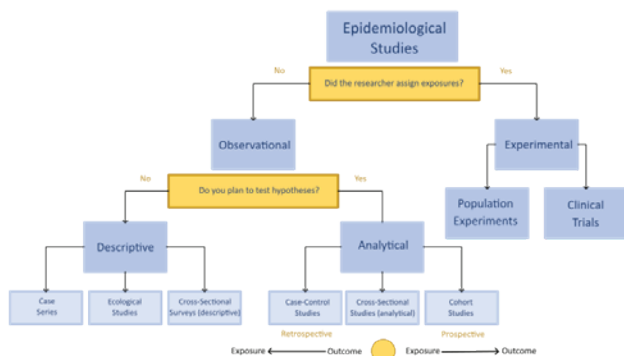 Epidemiological
Studies
No
Did the researcher assign exposures?
Yes
Observational
Experimental
No
Do you plan to test hypotheses?
Yes
Population
Experiments
Clinical
Trials
Descriptive
Analytical
Case
Series
Ecological
Studies
Cross-Sectional
Surveys (descriptive)
Case-Control
Studies
Cross-Sectional
Studies (analytical)
Cohort
Studies
Retrospective
Prospective
Exposure
Outcome
Exposure
Outcome